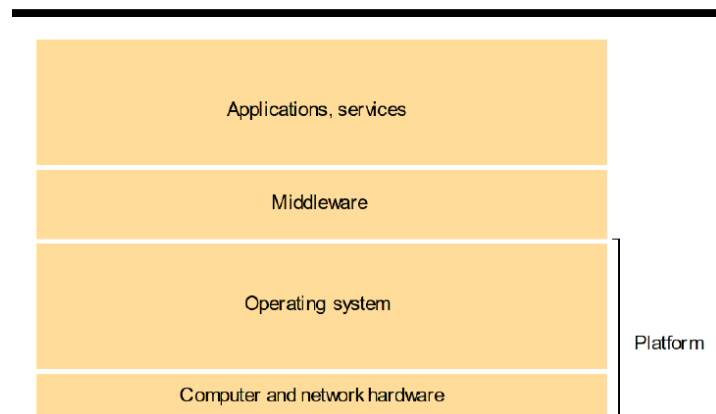 Applications, services
Middleware
Operating system
Platform
Computer and network hardware